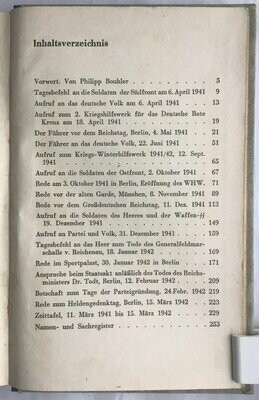 Inhaltsverzeichnis
Vorwort. Von Philipp Bouhler . . . . . . 5
Tagesbefehl an die Soldaten der Südfront am 6. April 1941 9
Aufruf an das deutsche Volk am 6. April 1941 . . . 13
Aufruf zum 2. Kriegshilfswerk für das Deutsche Rote
Kreuz am 18. April 1941 . . . . . . 19
Der Führer vor dem Reichstag, Berlin, 4. Mai 1941 . . 21
Der Führer an das deutsche Volk, 22. Juni 1941 . . 51
Aufruf zum Kriegs-Winterhilfswerk 1941/42, 12. Sept.
1941 . . . . . . . . . . 65
Aufruf an die Soldaten der Ostfront, 2. Oktober 1941 . 67
Rede am 3. Oktober 1941 in Berlin, Eröffnung des WHW. 71
Rede vor der alten Garde, München, 8. November 1941 89
Rede vor dem Großdeutschen Reichstag, 11. Dez. 1941 113
Aufruf an die Soldaten des Heeres und der Waffen-SS
19. Dezember 1941 . . . . . . . 149
Aufruf an Partei und Volk, 31. Dezember 1941 . . . 159
Tagesbefehl an das Heer zum Tode des Generalfeldmar-
schalls v. Reichenau, 18. Januar 1942 . . . . 169
Rede im Sportpalast, 30. Januar 1942 in Berlin . . 171
Ansprache beim Staatsakt anläßlich des Todes des Reichs-
ministers Dr. Todt, Berlin, 12. Februar 1942 . . . 209
Botschaft zum Tage der Parteigründung, 24. Febr. 1942 219
Rede zum Heldengedenktag, Berlin, 15. März 1942 . . 223
Zeittafel, 11. März 1941 bis 15. März 1942 . . . 229
Namen- und Sachregister . . . . . . 253